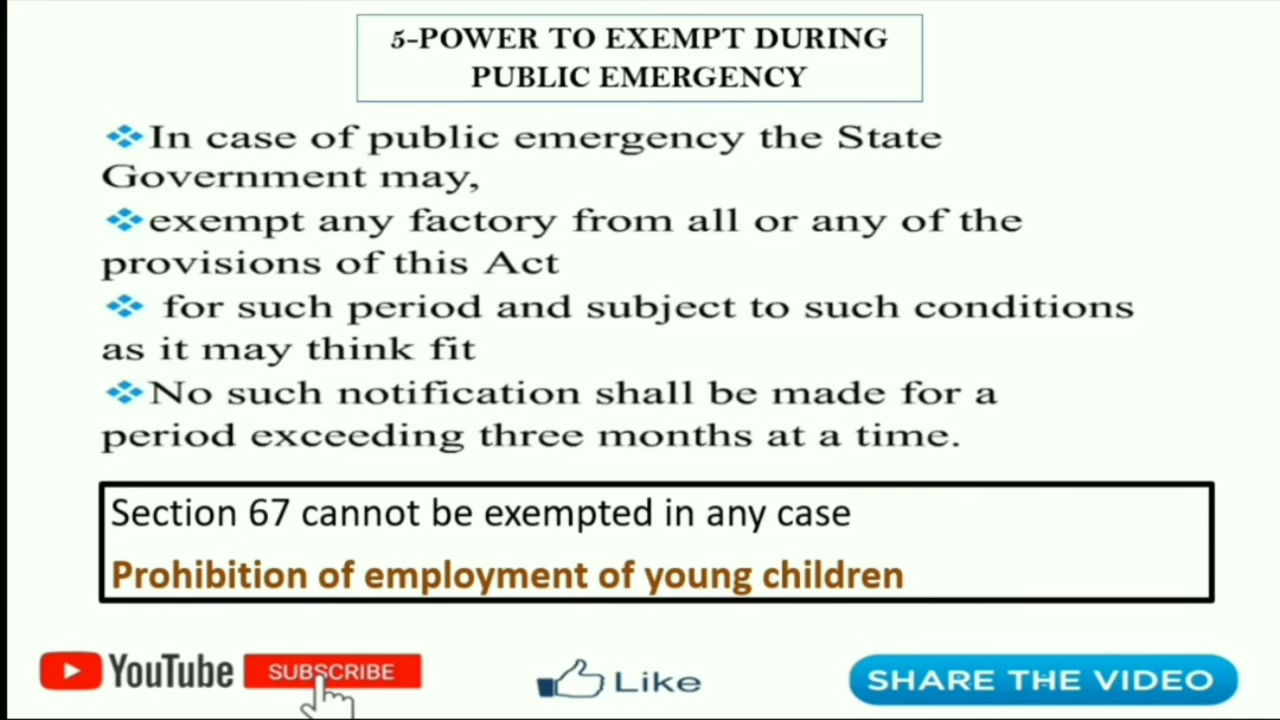 5-POWER TO EXEMPT DURING
PUBLIC EMERGENCY
In case of public emergency the State
Government may,
exempt any factory from all or any of the
provisions of this Act
for such period and subject to such conditions
as it may think fit
No such notification shall be made for a
period exceeding three months at a time.
Section 67 cannot be exempted in any case
Prohibition of employment of young children
YouTube SUBSCRIBE Like SHARE THE VIDEO